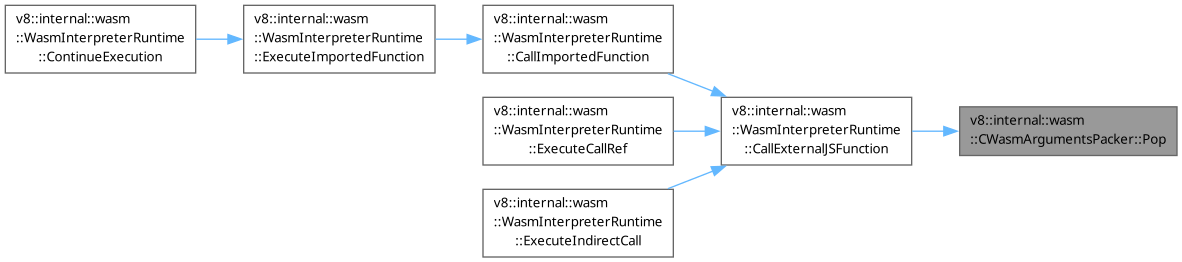 v8::internal::wasm
::WasmInterpreterRuntime
::ContinueExecution
v8::internal::wasm
::WasmInterpreterRuntime
::ExecuteImportedFunction
v8::internal::wasm
::WasmInterpreterRuntime
::CallImportedFunction
v8::internal::wasm
::WasmInterpreterRuntime
::ExecuteCallRef
v8::internal::wasm
::WasmInterpreterRuntime
::ExecuteIndirectCall
v8::internal::wasm
::WasmInterpreterRuntime
::CallExternalJSFunction
v8::internal::wasm
::CWasmArgumentsPacker::Pop